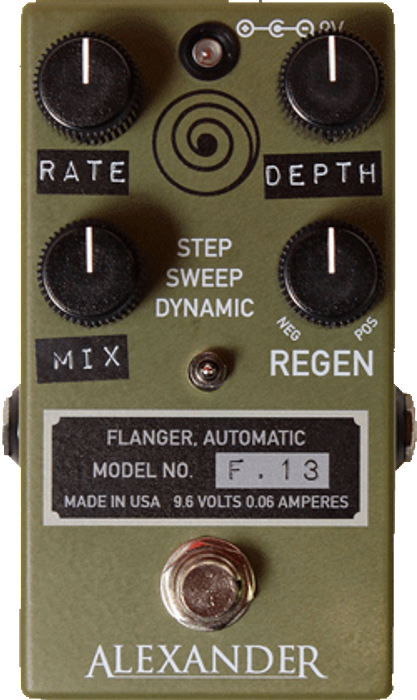 9V
RATE
DEPTH
STEP
SWEEP
DYNAMIC
MIX
NEG
POS
REGEN
FLANGER, AUTOMATIC
MODEL NO. F.13
MADE IN USA 9.6 VOLTS 0.06 AMPERES
ALEXANDER